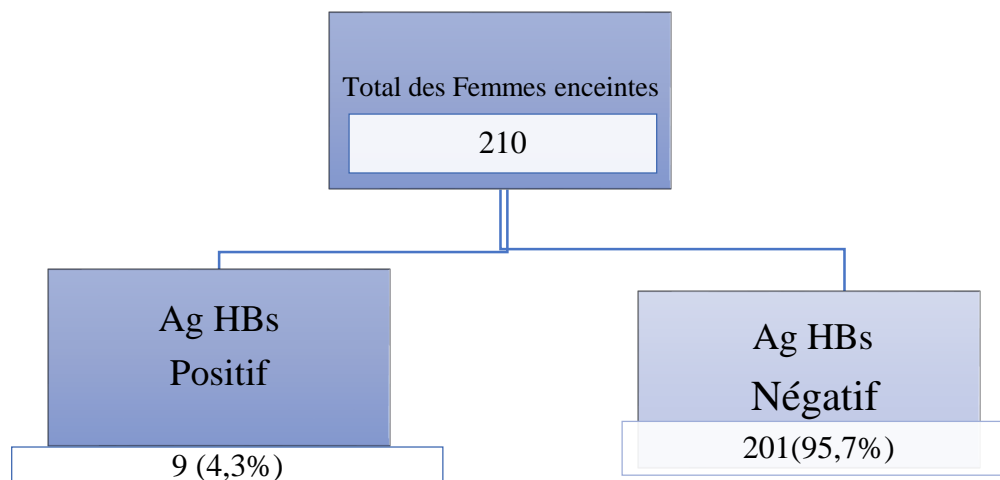 Total des Femmes enceintes
210
Ag HBs
Positif
9 (4,3%)
Ag HBs
Négatif
201(95,7%)